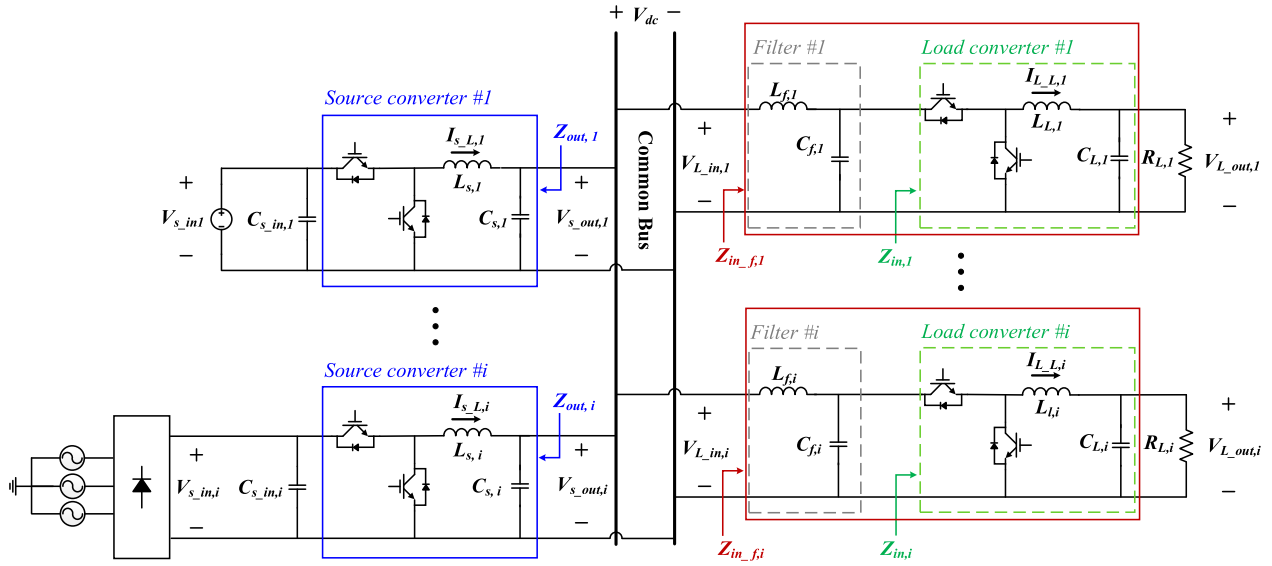 + V_dc −
Common Bus
Source converter #1
I_s_L,1
L_s,1
Z_out, 1
+
V_s_in1
−
C_s_in,1
C_s,1
+
V_s_out,1
−
Source converter #i
I_s_L,i
L_s, i
Z_out, i
+
V_s_in,i
−
C_s_in,i
C_s, i
+
V_s_out,i
−
Filter #1
L_f,1
C_f,1
+
V_L_in,1
−
Z_in_f,1
Load converter #1
I_L_L,1
L_L,1
C_L,1
R_L,1
+
V_L_out,1
−
Z_in,1
Filter #i
L_f,i
C_f,i
+
V_L_in,i
−
Z_in_f,i
Load converter #i
I_L_L,i
L_l,i
C_L,i
R_L,i
+
V_L_out,i
−
Z_in,i